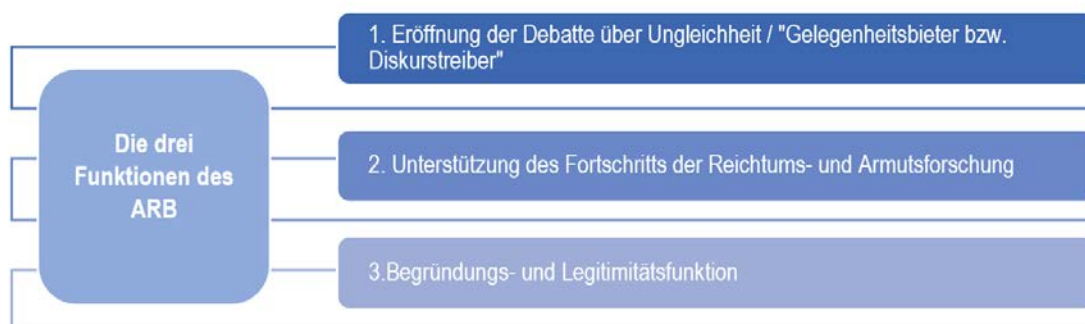 1. Eröffnung der Debatte über Ungleichheit / "Gelegenheitsbieter bzw.
Diskurstreiber"
Die drei
Funktionen des
ARB
2. Unterstützung des Fortschritts der Reichtums- und Armutsforschung
3.Begründungs- und Legitimitätsfunktion